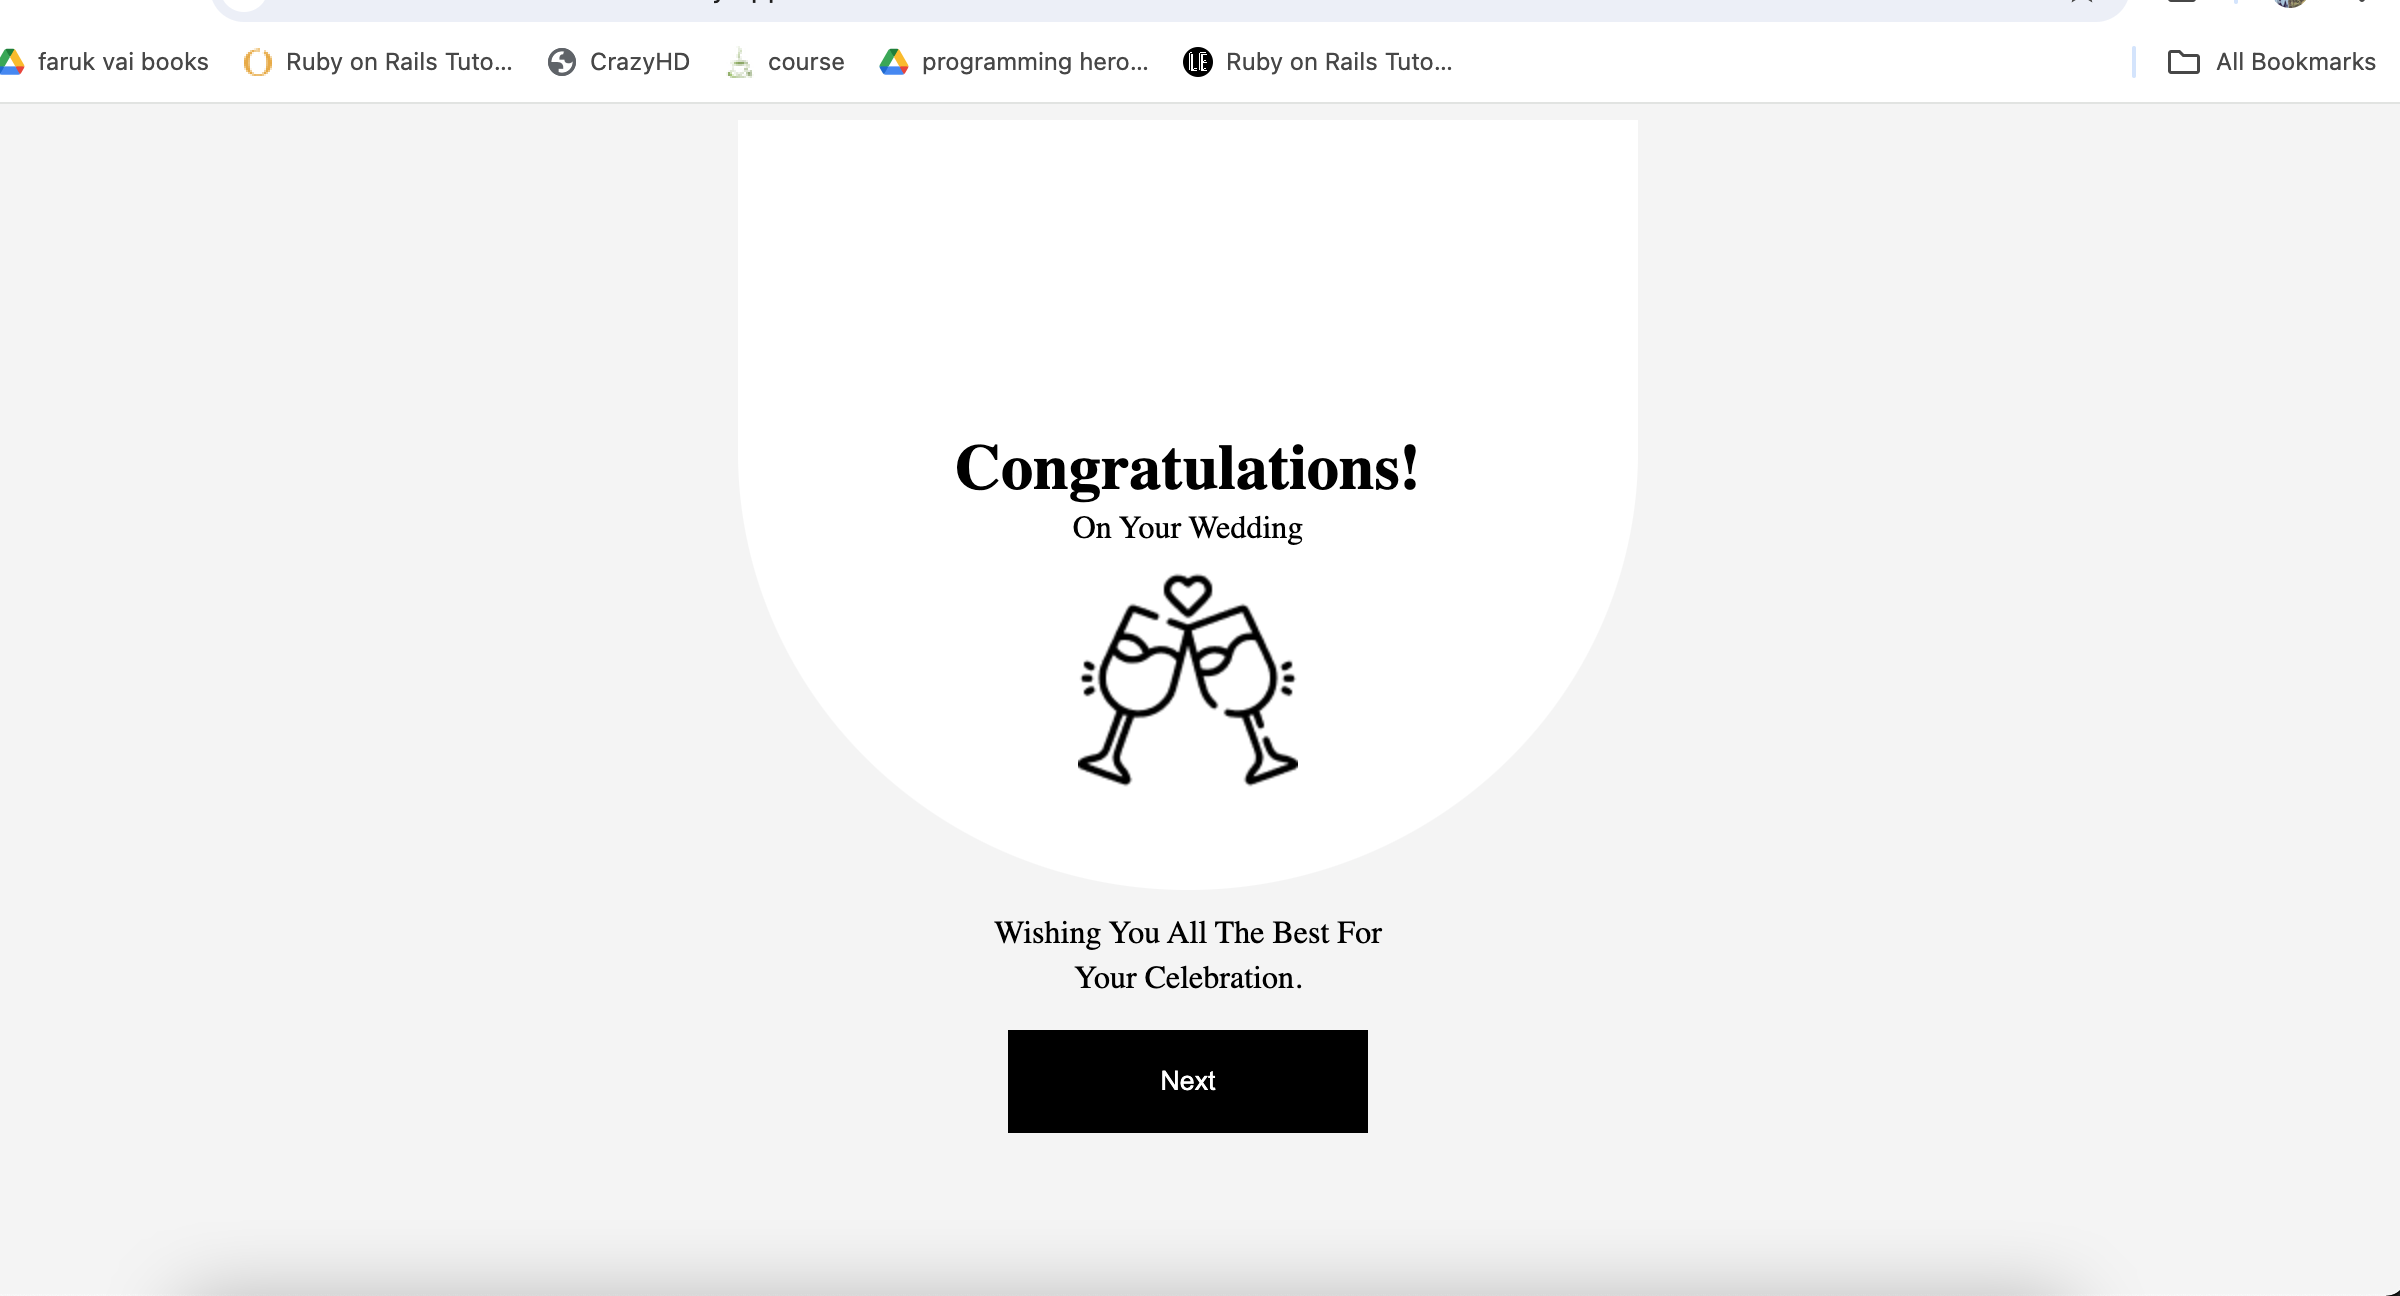 faruk vai books Ruby on Rails Tuto... CrazyHD course programming hero... LE Ruby on Rails Tuto... All Bookmarks
Congratulations!
On Your Wedding
Wishing You All The Best For
Your Celebration.
Next